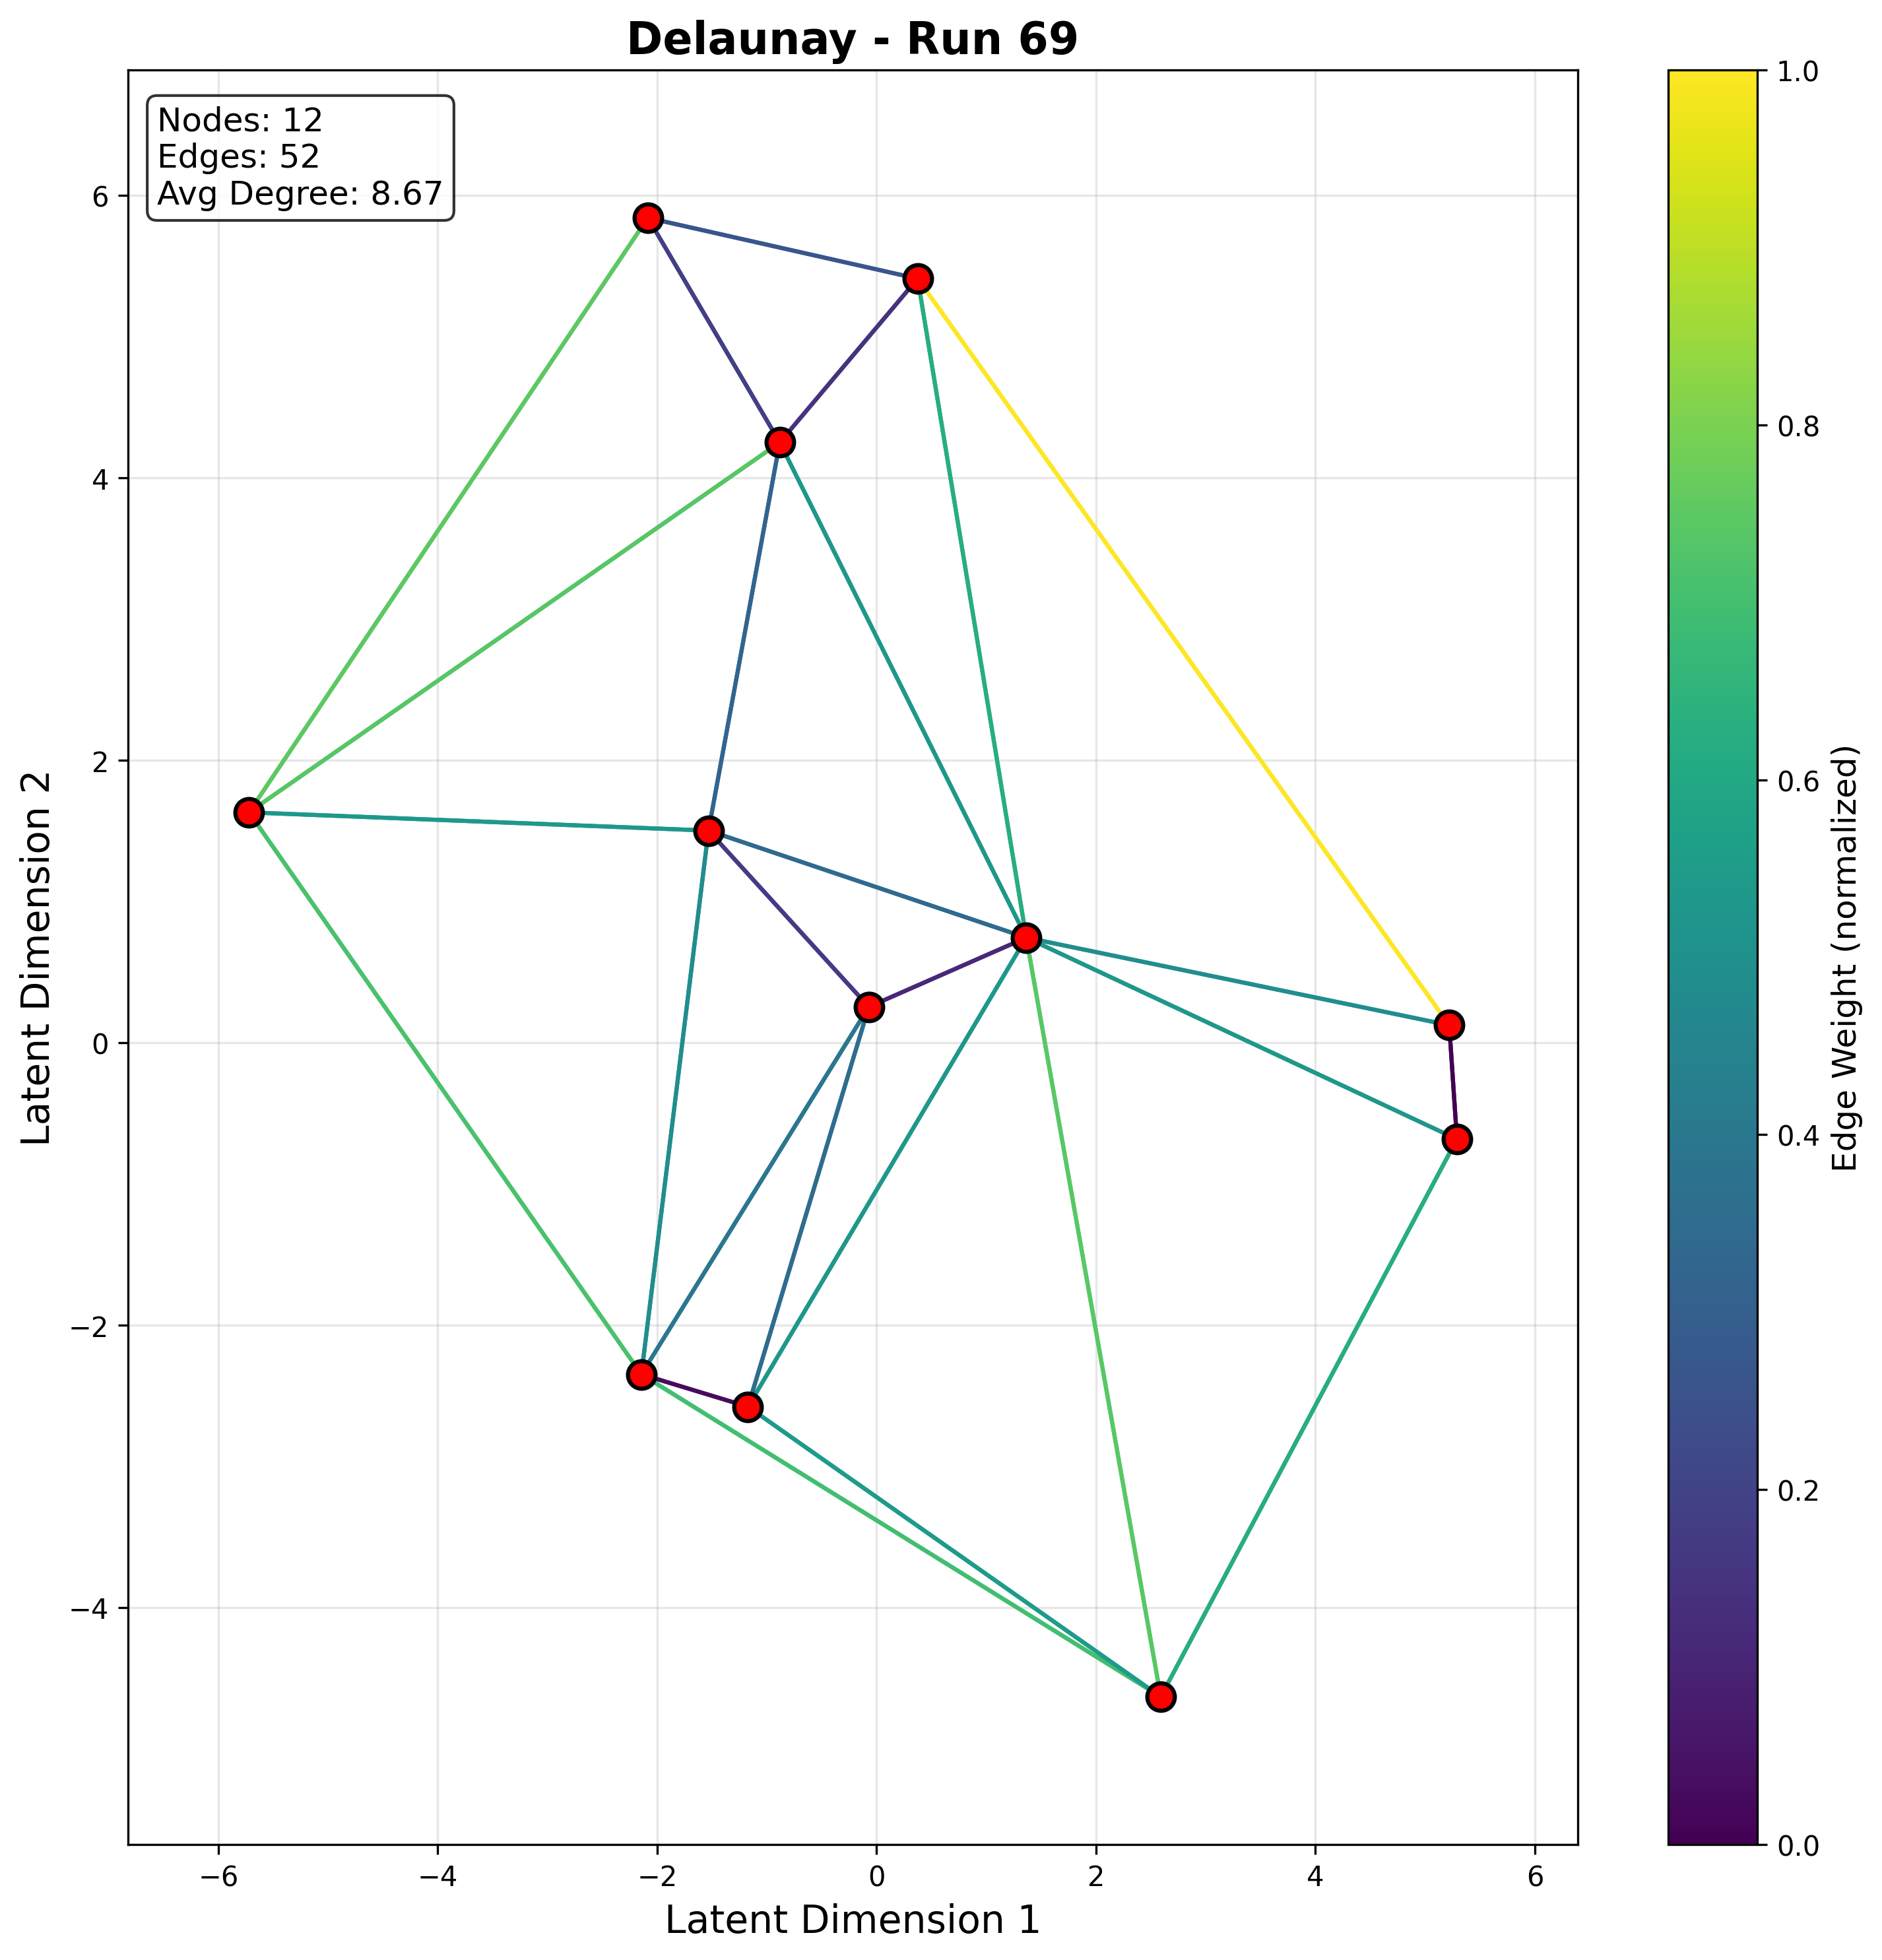 Delaunay - Run 69
Nodes: 12
Edges: 52
Avg Degree: 8.67
6
4
2
0
−2
−4
−6
−4
−2
0
2
4
6
Latent Dimension 1
Latent Dimension 2
1.0
0.8
0.6
0.4
0.2
0.0
Edge Weight (normalized)